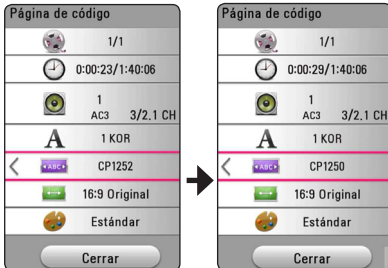 Página de código
1/1
0:00:23/1:40:06
1
AC3 3/2.1 CH
A
1 KOR
ABC
CP1252
16:9 Original
Estándar
Cerrar
Página de código
1/1
0:00:29/1:40:06
1
AC3 3/2.1 CH
A
1 KOR
ABC
CP1250
16:9 Original
Estándar
Cerrar